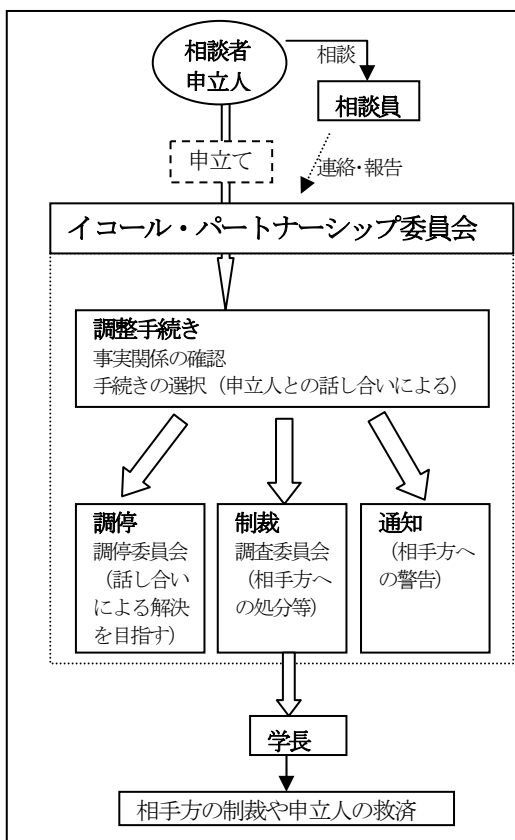 相談者
申立人
相談
相談員
申立て
連絡・報告
イコール・パートナーシップ委員会
調整手続き
事実関係の確認
手続きの選択（申立人との話し合いによる）
調停
調停委員会
（話し合い
による解決
を目指す）
制裁
調査委員会
（相手方へ
の処分等）
通知
（相手方へ
の警告）
学長
相手方の制裁や申立人の救済